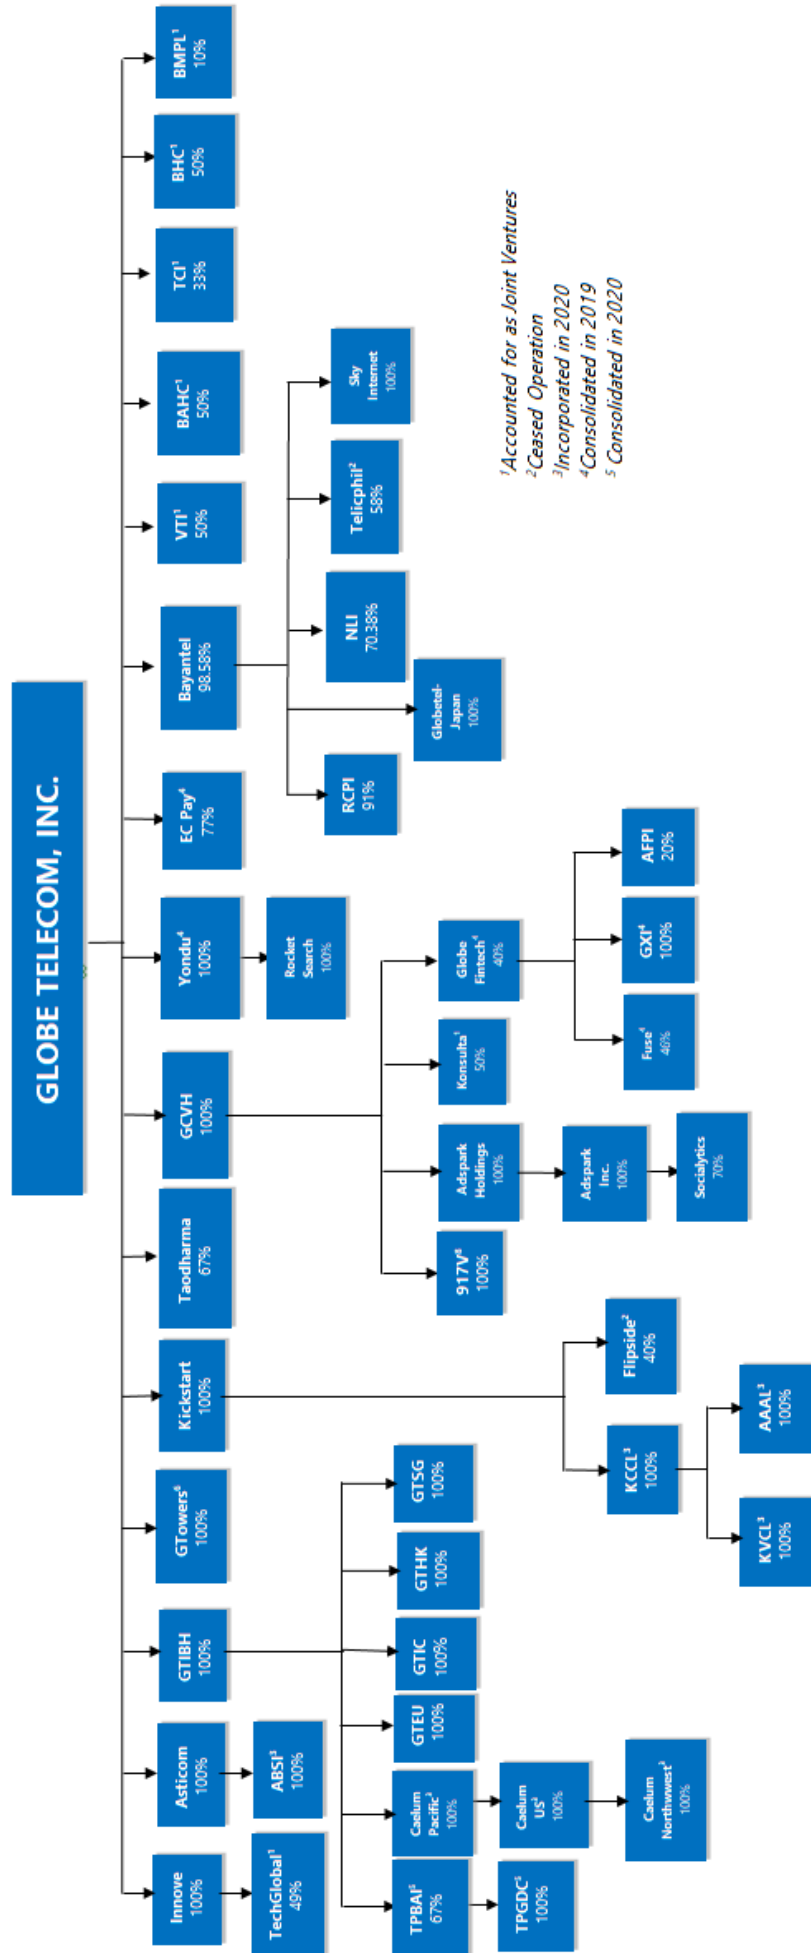 GLOBE TELECOM, INC.
Innove
100%
Asticom
100%
GTIBH
100%
GTowers⁶
100%
Kickstart
100%
Taodharma
67%
GCVH
100%
Yondu⁴
100%
EC Pay⁴
77%
Bayantel
98.58%
VTI¹
50%
BAHC¹
50%
TCI¹
33%
BHC¹
50%
BMPL¹
10%
TechGlobal¹
49%
ABSI³
100%
Rocket
Search
100%
RCPI
91%
Globetel-
Japan
100%
NLI
70.38%
Telicphil²
58%
Sky
Internet
100%
TPBAI⁵
67%
Caelum
Pacific³
100%
GTEU
100%
GTIC
100%
GTHK
100%
GTSG
100%
917V⁸
100%
Adspark
Holdings
100%
Konsulta¹
50%
Globe
Fintech⁴
40%
TPGDC⁵
100%
Caelum
US³
100%
Adspark
Inc.
100%
KCCL³
100%
Flipside²
40%
Caelum
Northwwest³
100%
Fuse⁴
46%
GXI⁴
100%
AFPI
20%
Socialytics
70%
KVCL³
100%
AAAL³
100%
¹Accounted for as Joint Ventures
²Ceased Operation
³Incorporated in 2020
⁴Consolidated in 2019
⁵ Consolidated in 2020